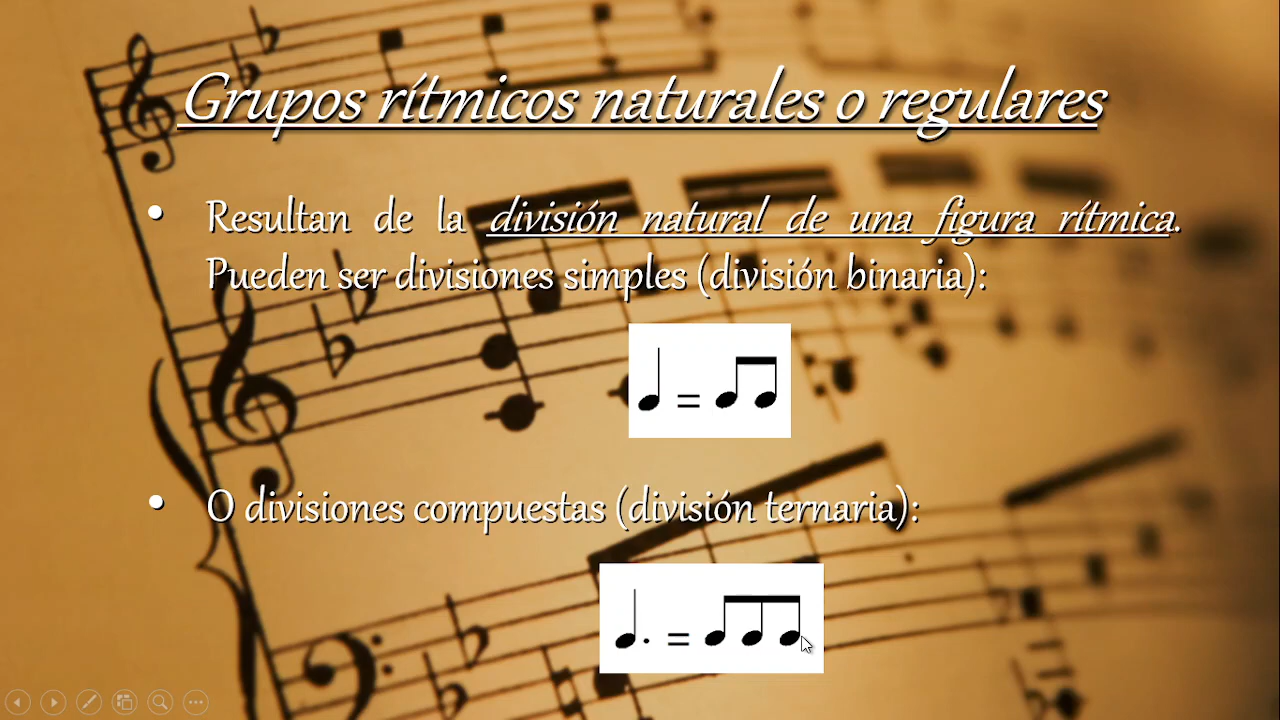 Grupos rítmicos naturales o regulares
• Resultan de la división natural de una figura rítmica.
Pueden ser divisiones simples (división binaria):
=
• O divisiones compuestas (división ternaria):
=